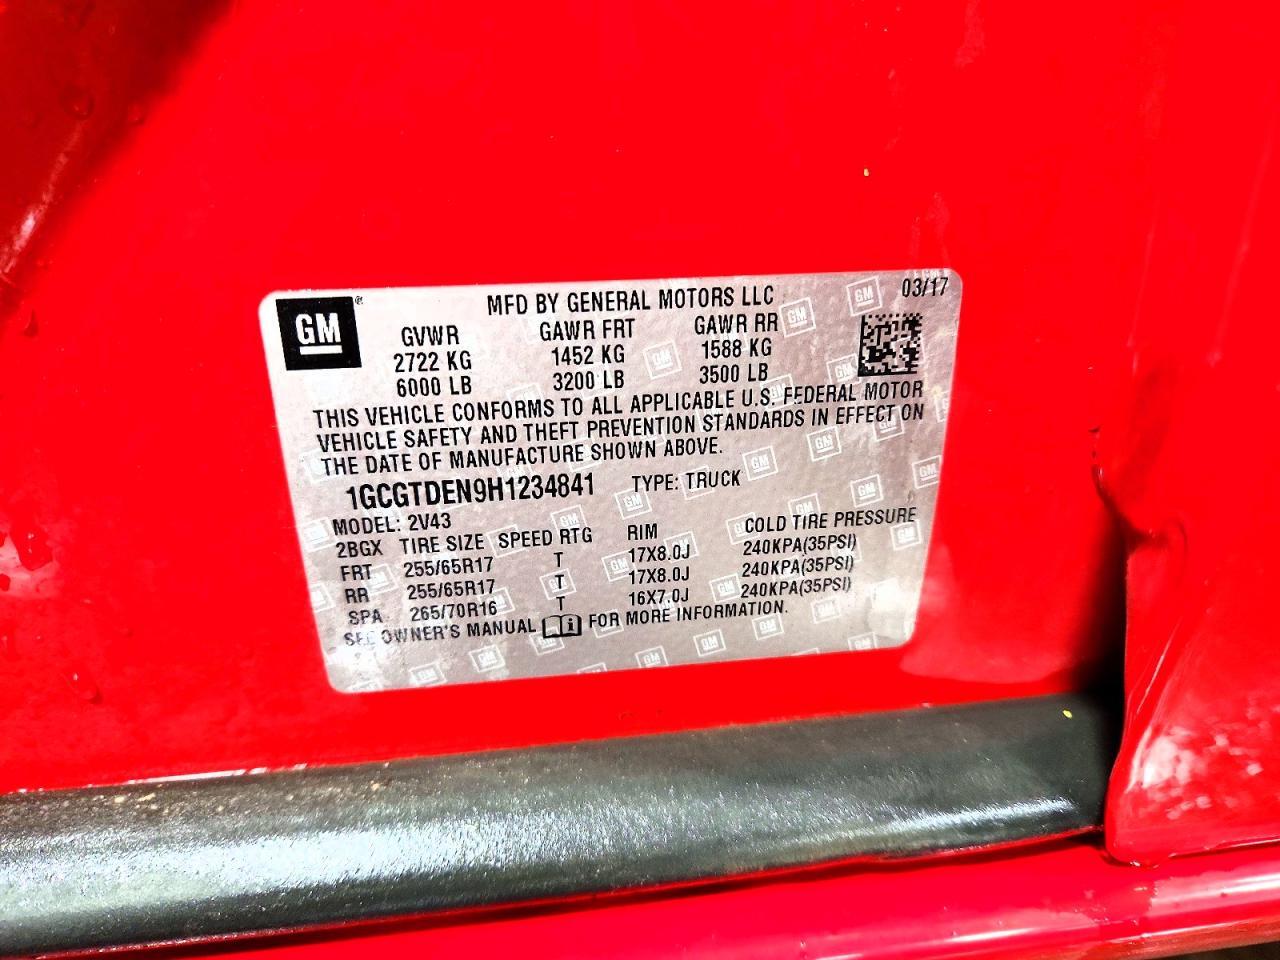 GM®
MFD BY GENERAL MOTORS LLC 03/17
GVWR GAWR FRT GAWR RR
2722 KG 1452 KG 1588 KG
6000 LB 3200 LB 3500 LB
THIS VEHICLE CONFORMS TO ALL APPLICABLE U.S. FEDERAL MOTOR
VEHICLE SAFETY AND THEFT PREVENTION STANDARDS IN EFFECT ON
THE DATE OF MANUFACTURE SHOWN ABOVE.
1GCGTDEN9H1234841 TYPE: TRUCK
MODEL: 2V43
2BGX TIRE SIZE SPEED RTG RIM COLD TIRE PRESSURE
FRT 255/65R17 T 17X8.0J 240KPA(35PSI)
RR 255/65R17 T 17X8.0J 240KPA(35PSI)
SPA 265/70R16 T 16X7.0J 240KPA(35PSI)
SEE OWNER'S MANUAL FOR MORE INFORMATION.